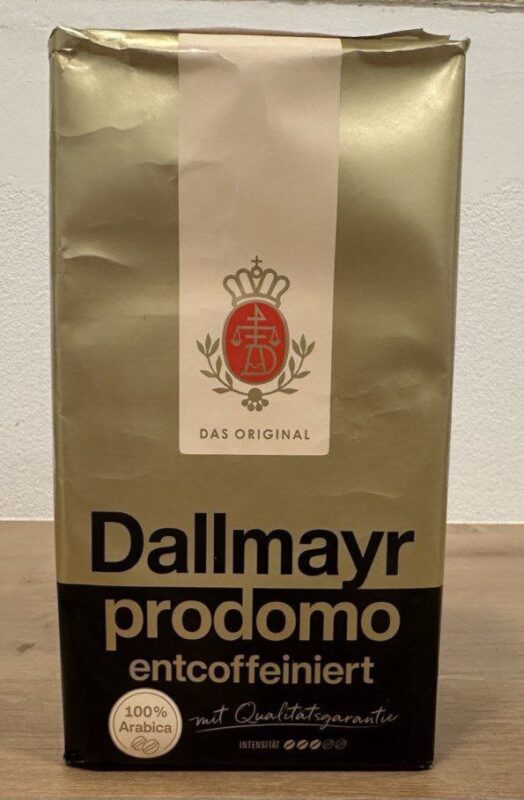 DAS ORIGINAL
Dallmayr
prodomo
entcoffeiniert
100%
Arabica
mit Qualitätsgarantie
INTENSITÄT